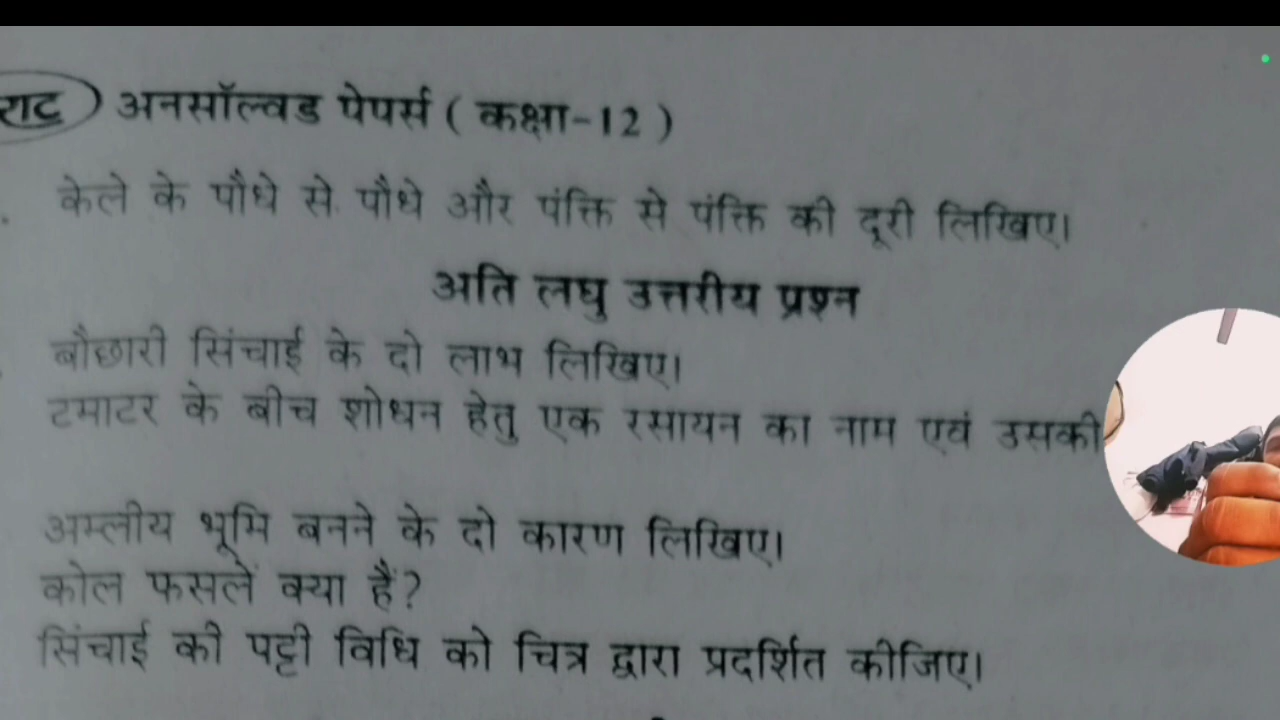 राट ) अनसॉल्वड पेपर्स ( कक्षा-12 )
केले के पौधे से पौधे और पंक्ति से पंक्ति की दूरी लिखिए।
अति लघु उत्तरीय प्रश्न
बौछारी सिंचाई के दो लाभ लिखिए।
टमाटर के बीच शोधन हेतु एक रसायन का नाम एवं उसकी
अम्लीय भूमि बनने के दो कारण लिखिए।
कोल फसलें क्या हैं?
सिंचाई की पट्टी विधि को चित्र द्वारा प्रदर्शित कीजिए।